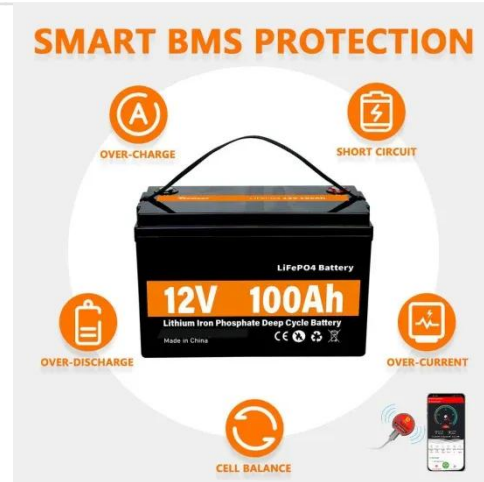 SMART BMS PROTECTION
A
OVER-CHARGE
SHORT CIRCUIT
LiFePO4 Battery
12V 100Ah
Lithium Iron Phosphate Deep Cycle Battery
Made in China
CE
OVER-DISCHARGE
OVER-CURRENT
CELL BALANCE